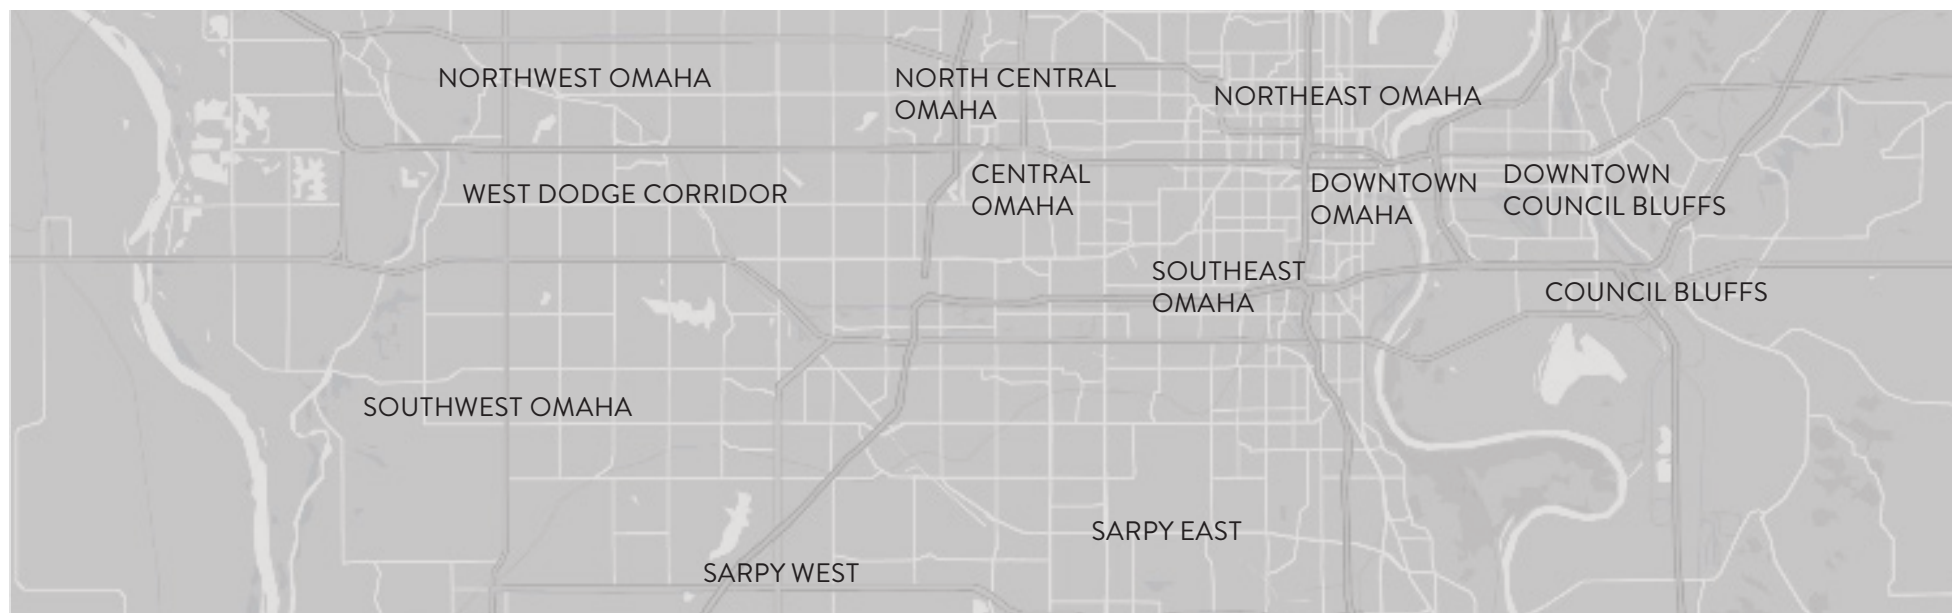 NORTHWEST OMAHA
NORTH CENTRAL
OMAHA
NORTHEAST OMAHA
WEST DODGE CORRIDOR
CENTRAL
OMAHA
DOWNTOWN
OMAHA
DOWNTOWN
COUNCIL BLUFFS
SOUTHEAST
OMAHA
COUNCIL BLUFFS
SOUTHWEST OMAHA
SARPY EAST
SARPY WEST